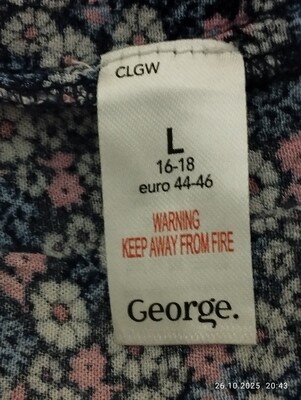 CLGW
L
16-18
euro 44-46
WARNING
KEEP AWAY FROM FIRE
George.
26.10.2025 20:43